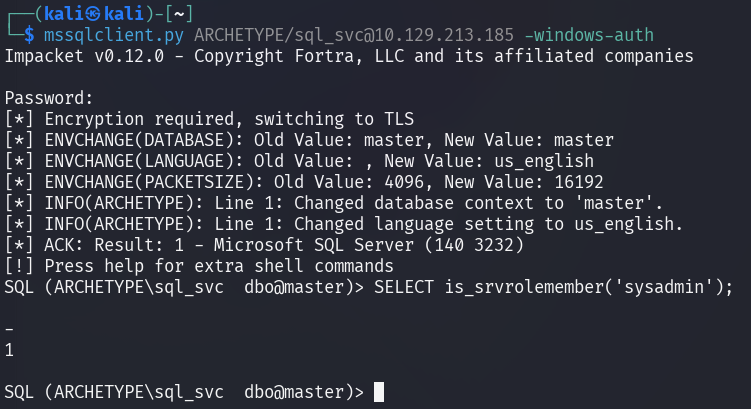 ┌──(kali㉿kali)-[~]
└─$ mssqlclient.py ARCHETYPE/sql_svc@10.129.213.185 -windows-auth
Impacket v0.12.0 - Copyright Fortra, LLC and its affiliated companies

Password:
[*] Encryption required, switching to TLS
[*] ENVCHANGE(DATABASE): Old Value: master, New Value: master
[*] ENVCHANGE(LANGUAGE): Old Value: , New Value: us_english
[*] ENVCHANGE(PACKETSIZE): Old Value: 4096, New Value: 16192
[*] INFO(ARCHETYPE): Line 1: Changed database context to 'master'.
[*] INFO(ARCHETYPE): Line 1: Changed language setting to us_english.
[*] ACK: Result: 1 - Microsoft SQL Server (140 3232)
[!] Press help for extra shell commands
SQL (ARCHETYPE\sql_svc  dbo@master)> SELECT is_srvrolemember('sysadmin');

-
1

SQL (ARCHETYPE\sql_svc  dbo@master)>